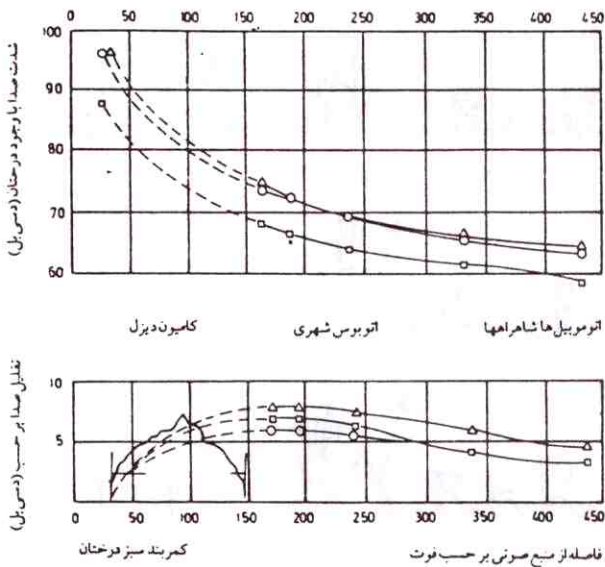 0 50 100 150 200 250 300 350 400 450
100
90
80
70
60
شدت صدا با وجود درختان (دسی بل)
کامیون دیزل اتوبوس شهری اتوموبیل ها شاهراهها
10
5
0 50 100 150 200 250 300 350 400 450
تقلیل صدا بر حسب (دسی بل)
کمربند سبز درختان فاصله از منبع صوتی بر حسب فوت